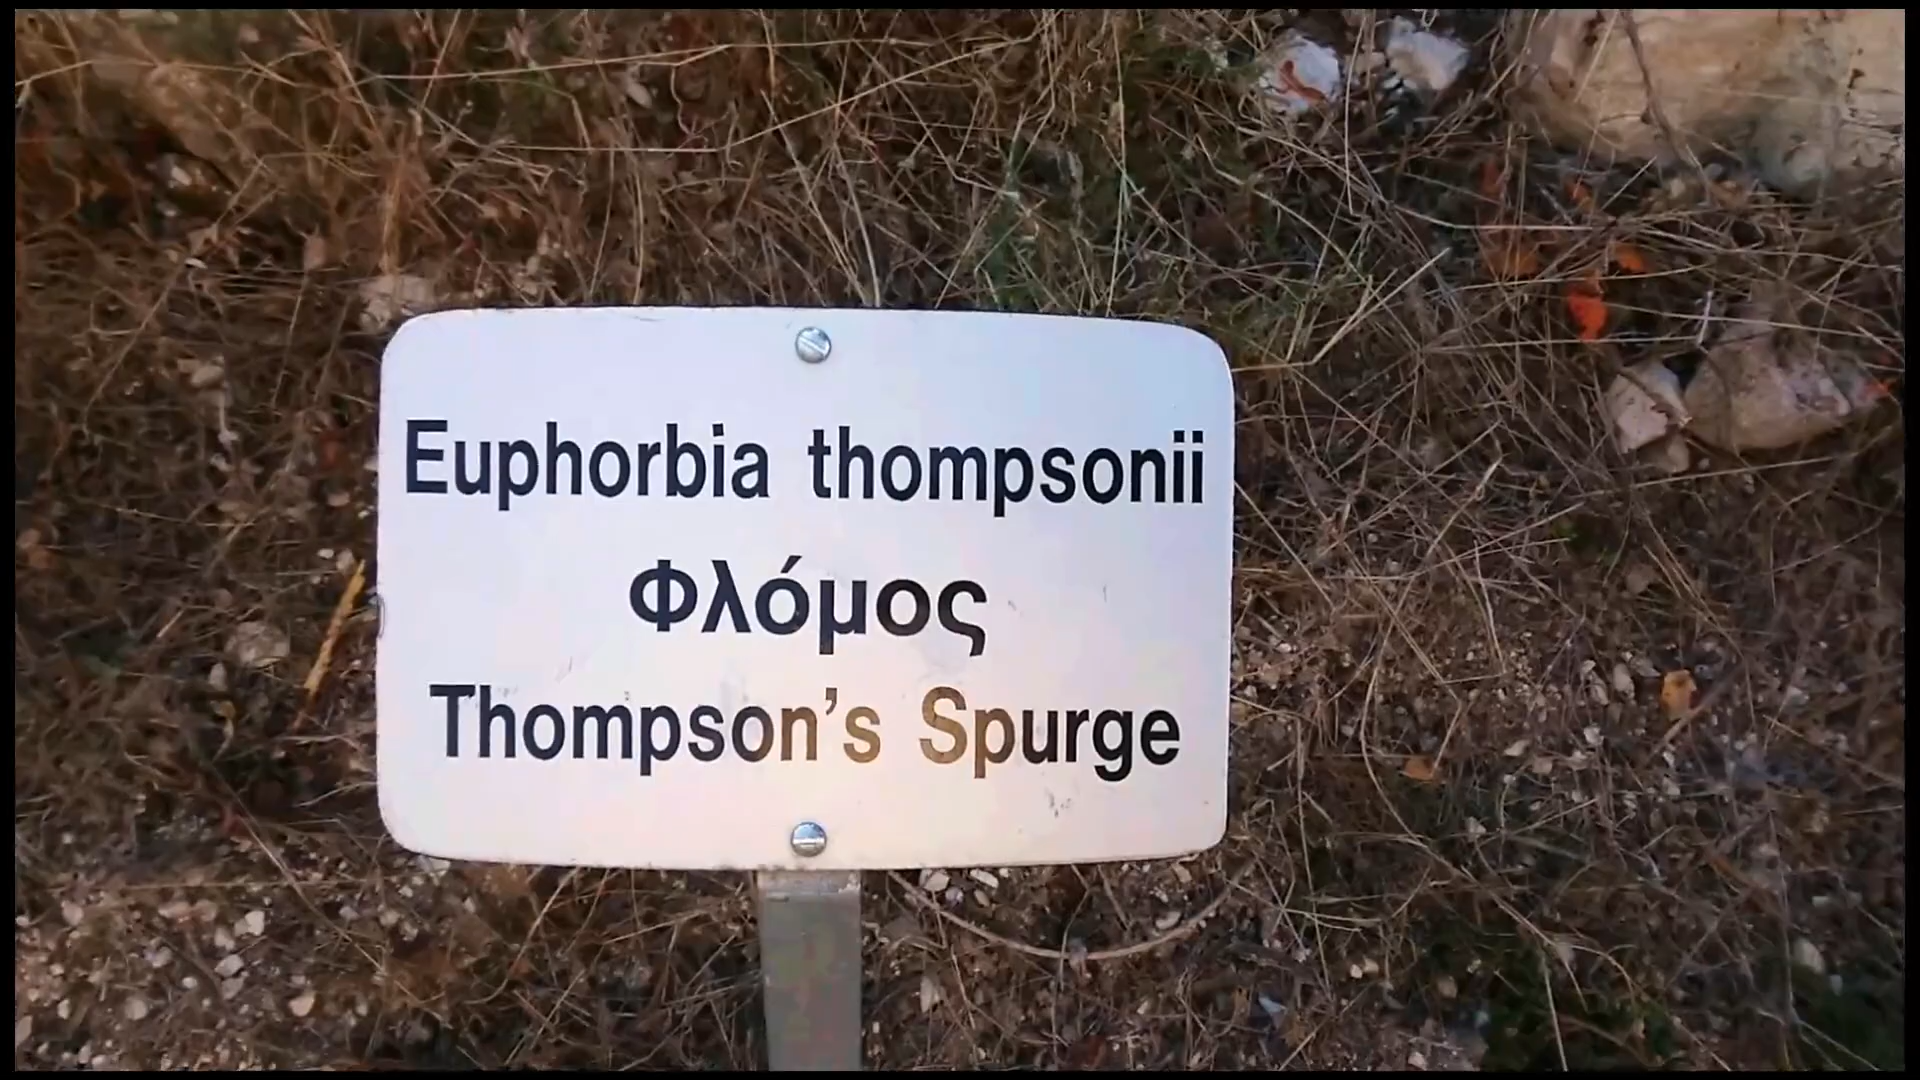 Euphorbia thompsonii
Φλόμος
Thompson's Spurge